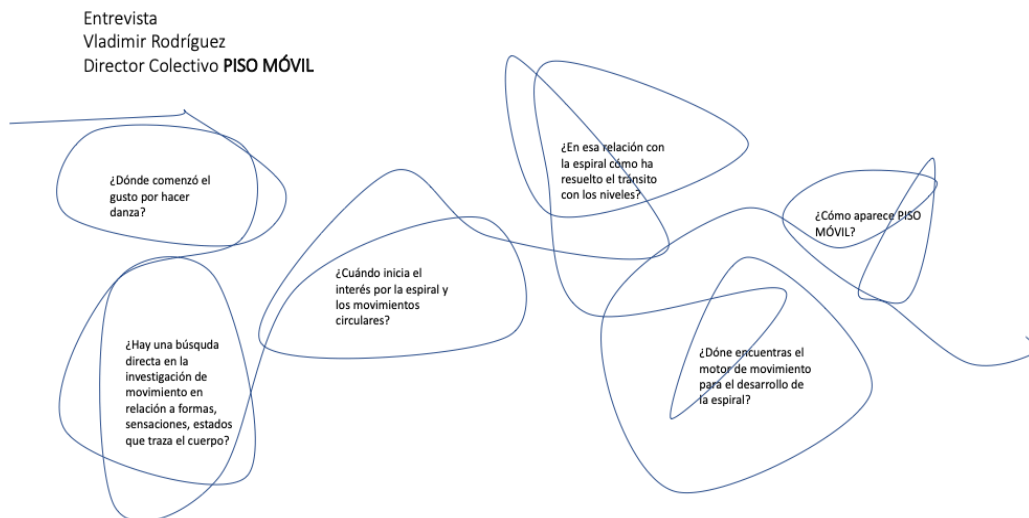 Entrevista
Vladimir Rodríguez
Director Colectivo PISO MÓVIL
¿Dónde comenzó el
gusto por hacer
danza?
¿Hay una búsquda
directa en la
investigación de
movimiento en
relación a formas,
sensaciones, estados
que traza el cuerpo?
¿Cuándo inicia el
interés por la espiral y
los movimientos
circulares?
¿En esa relación con
la espiral cómo ha
resuelto el tránsito
con los niveles?
¿Dóne encuentras el
motor de movimiento
para el desarrollo de
la espiral?
¿Cómo aparece PISO
MÓVIL?